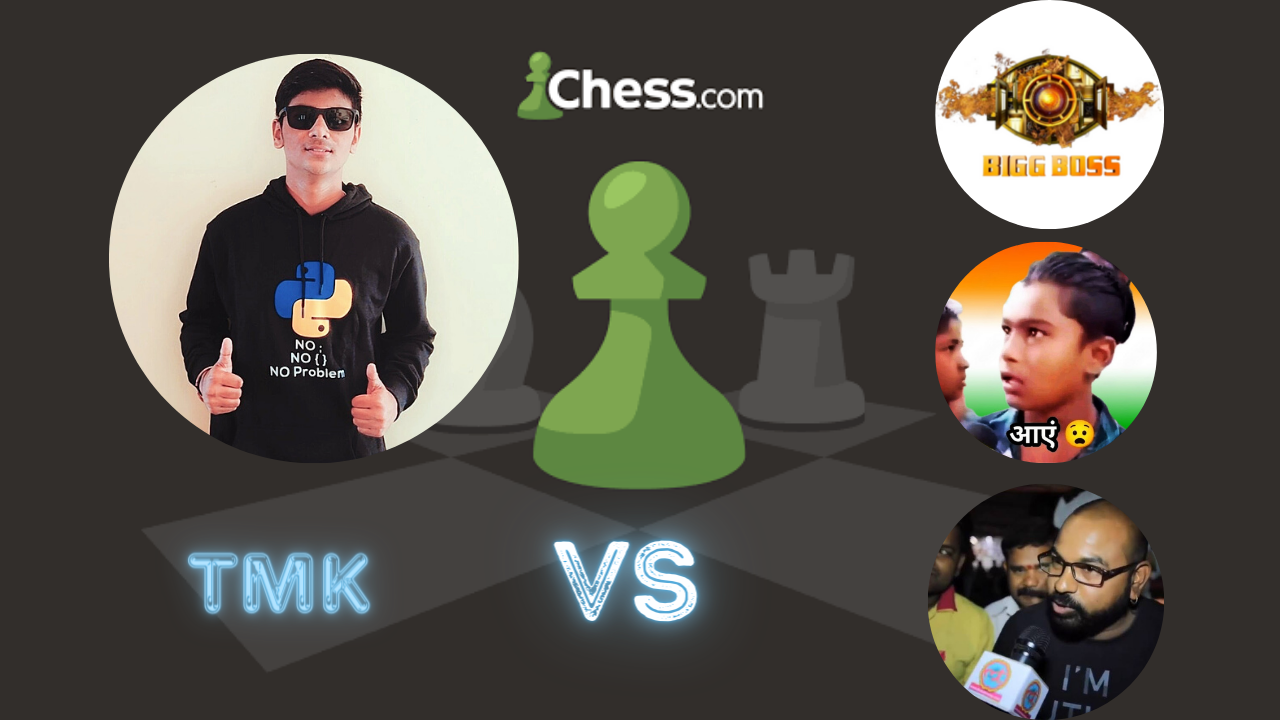 Chess.com
BIGG BOSS
NO ;
NO {}
NO Problem
आएं 😧
TMK
VS
I'M